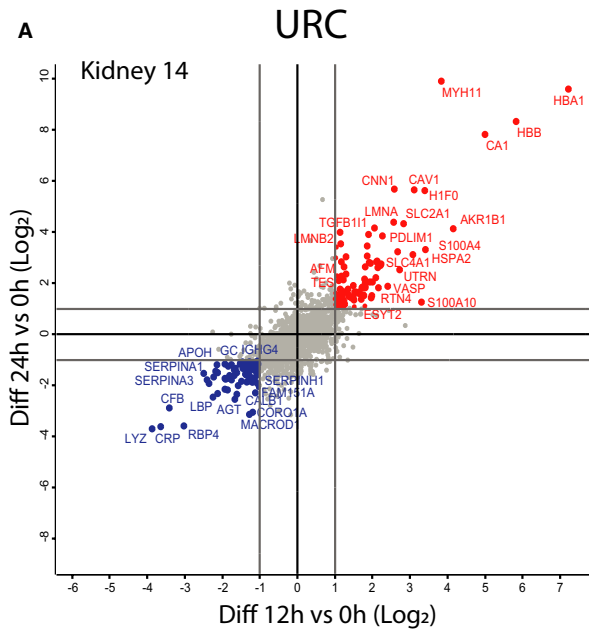 A
URC
Kidney 14
Diff 24h vs 0h (Log₂)
10
8
6
4
2
0
-2
-4
-6
-8
MYH11
HBA1
HBB
CA1
CNN1
CAV1
H1F0
LMNA
SLC2A1
TGFB1I1
AKR1B1
LMNB2
PDLIM1
S100A4
HSPA2
AFM
SLC4A1
UTRN
TES
VASP
RTN4
S100A10
ESYT2
APOH
GC
IGHG4
SERPINA1
SERPINA3
SERPINH1
FAM151A
CFB
LBP
CALB1
AGT
CORO1A
MACROD1
LYZ
CRP
RBP4
-6 -5 -4 -3 -2 -1 0 1 2 3 4 5 6 7
Diff 12h vs 0h (Log₂)